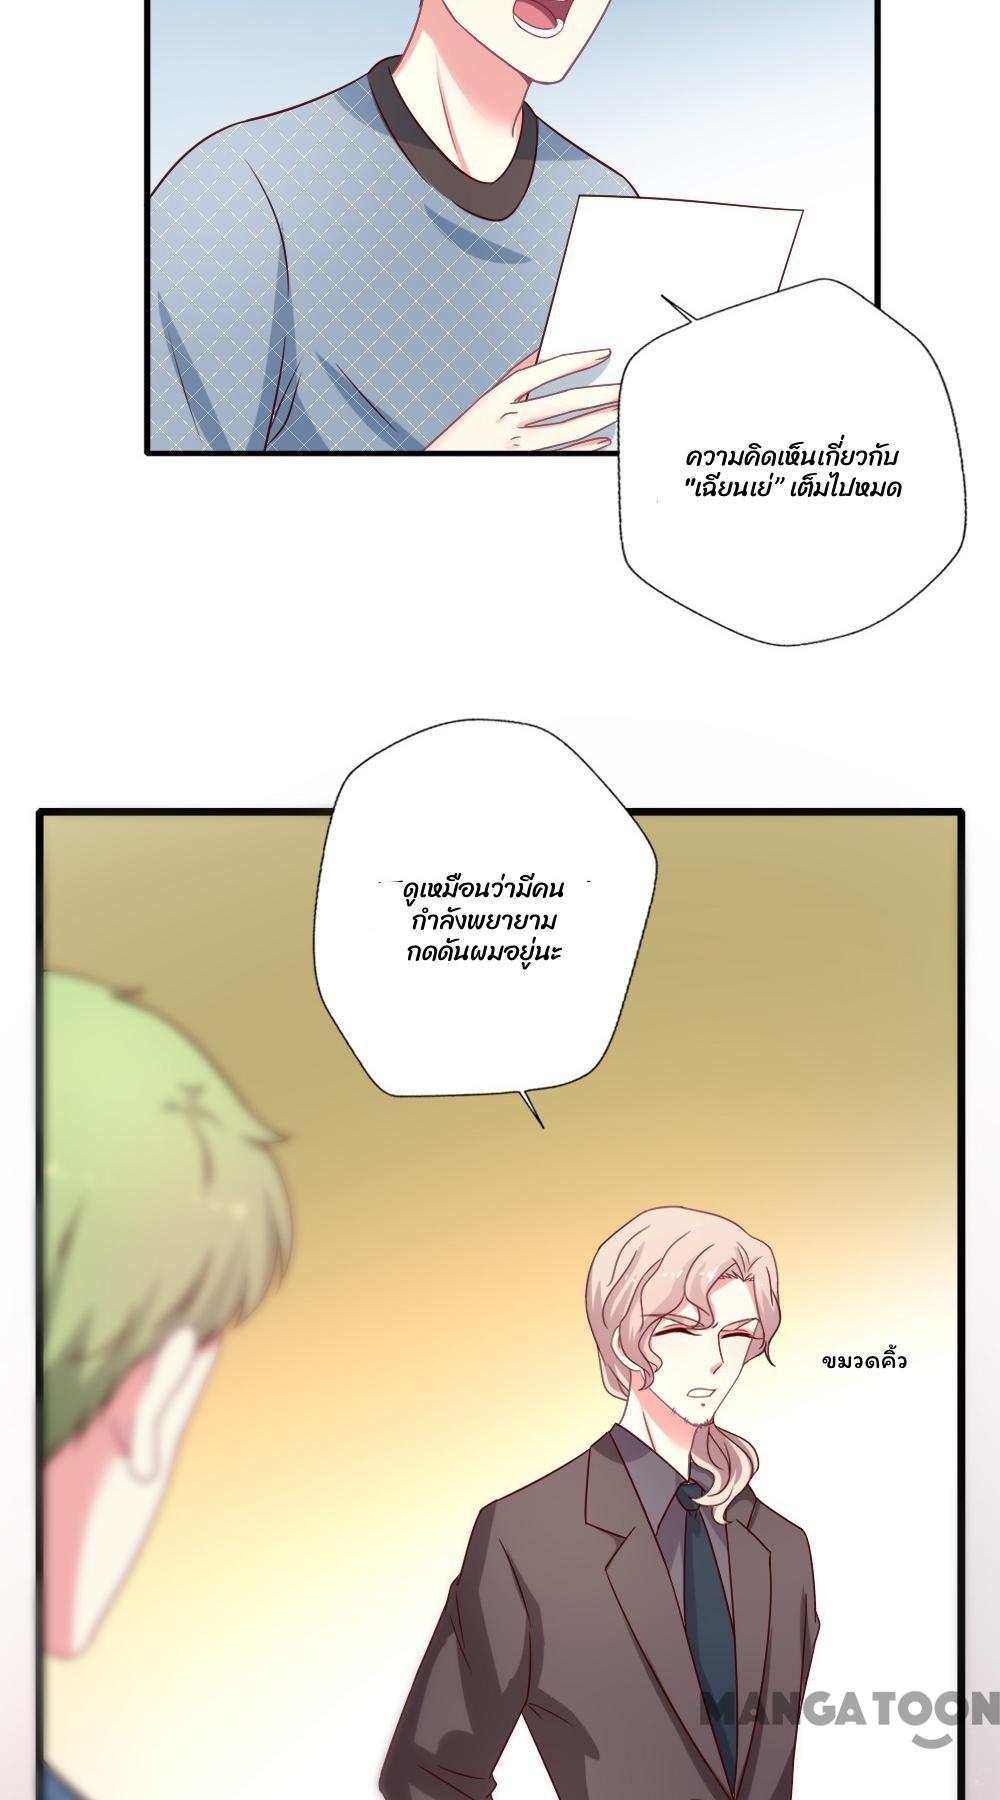 ความคิดเห็นเกี่ยวกับ
"เฉียนเย่” เต็มไปหมด
ดูเหมือนว่ามีคน
กำลังพยายาม
กดดันผมอยู่นะ
ขมวดคิ้ว
MANGATOON